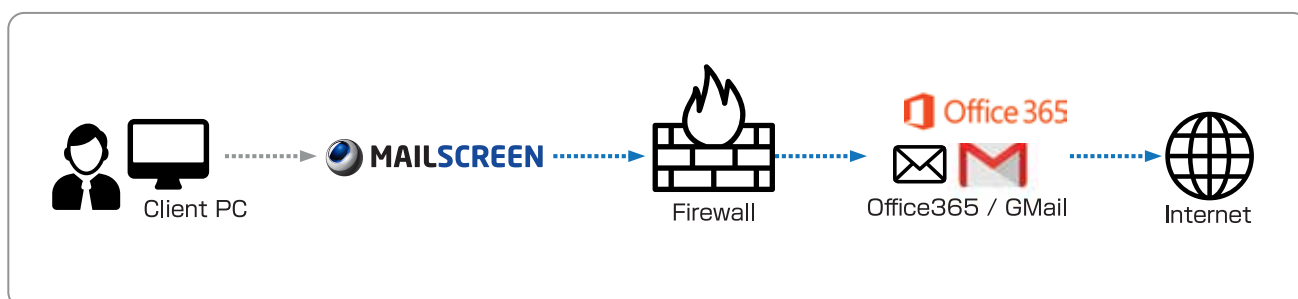 Client PC
MAILSCREEN
Firewall
Office 365
Office365 / GMail
Internet